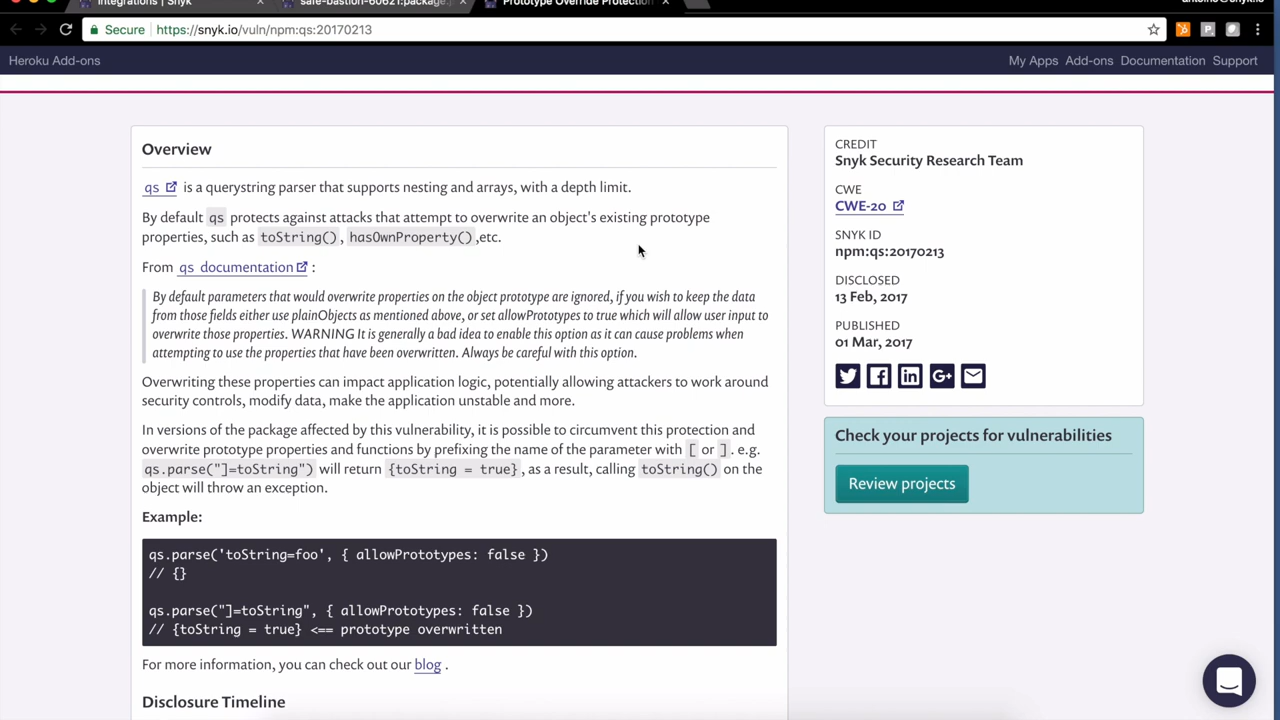 Integrations | Snyk
safe-bastion-60621:package.
Prototype Override Protection
antoine@snyk.io
Secure https://snyk.io/vuln/npm:qs:20170213
Heroku Add-ons
My Apps Add-ons Documentation Support
Overview
qs is a querystring parser that supports nesting and arrays, with a depth limit.
By default qs protects against attacks that attempt to overwrite an object's existing prototype
properties, such as toString(), hasOwnProperty(),etc.
From qs documentation :
By default parameters that would overwrite properties on the object prototype are ignored, if you wish to keep the data
from those fields either use plainObjects as mentioned above, or set allowPrototypes to true which will allow user input to
overwrite those properties. WARNING It is generally a bad idea to enable this option as it can cause problems when
attempting to use the properties that have been overwritten. Always be careful with this option.
Overwriting these properties can impact application logic, potentially allowing attackers to work around
security controls, modify data, make the application unstable and more.
In versions of the package affected by this vulnerability, it is possible to circumvent this protection and
overwrite prototype properties and functions by prefixing the name of the parameter with [ or ]. e.g.
qs.parse("]=toString") will return {toString = true}, as a result, calling toString() on the
object will throw an exception.
Example:
qs.parse('toString=foo', { allowPrototypes: false })
// {}
qs.parse("]=toString", { allowPrototypes: false })
// {toString = true} <== prototype overwritten
For more information, you can check out our blog .
Disclosure Timeline
CREDIT
Snyk Security Research Team
CWE
CWE-20
SNYK ID
npm:qs:20170213
DISCLOSED
13 Feb, 2017
PUBLISHED
01 Mar, 2017
Check your projects for vulnerabilities
Review projects